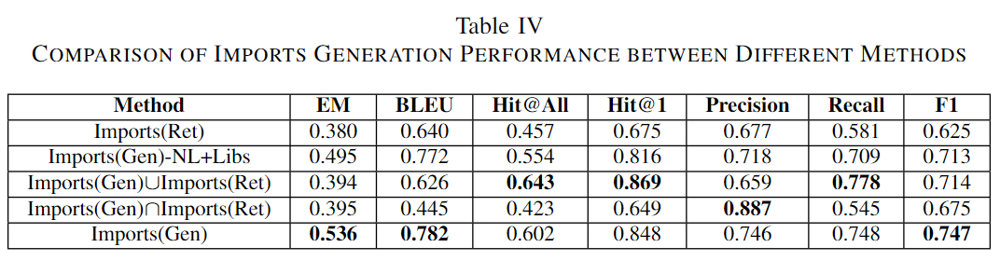 Table IV
COMPARISON OF IMPORTS GENERATION PERFORMANCE BETWEEN DIFFERENT METHODS
Method EM BLEU Hit@All Hit@1 Precision Recall F1
Imports(Ret) 0.380 0.640 0.457 0.675 0.677 0.581 0.625
Imports(Gen)-NL+Libs 0.495 0.772 0.554 0.816 0.718 0.709 0.713
Imports(Gen)∪Imports(Ret) 0.394 0.626 0.643 0.869 0.659 0.778 0.714
Imports(Gen)∩Imports(Ret) 0.395 0.445 0.423 0.649 0.887 0.545 0.675
Imports(Gen) 0.536 0.782 0.602 0.848 0.746 0.748 0.747